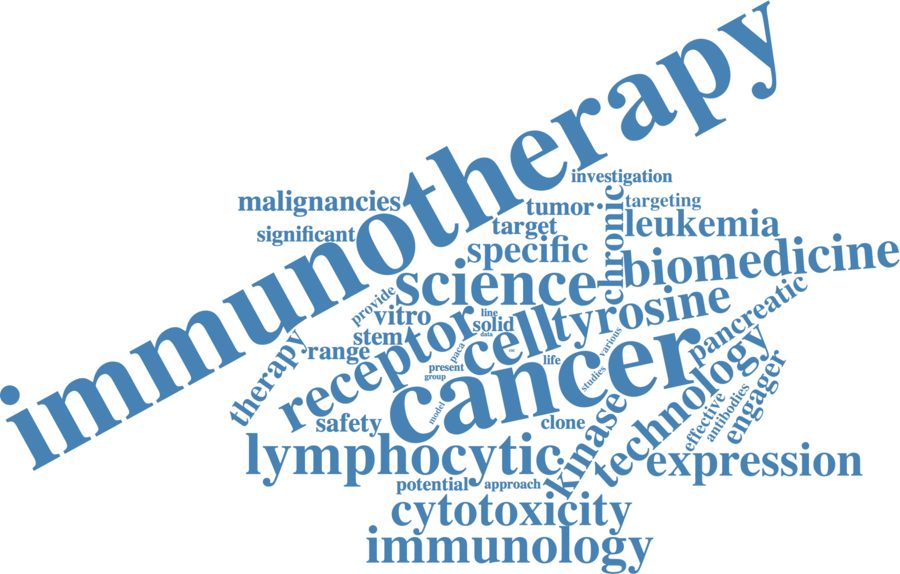 immunotherapy
investigation
malignancies
tumor
chronic
targeting
significant
target
leukemia
specific
biomedicine
science
provide
vitro
line
solid
data
tyrosine
pancreatic
therapy
stem
range
receptor
paca
cell
life
various
present
group
cancer
studies
technology
model
safety
clone
kinase
effective
antibodies
engager
lymphocytic
expression
potential
approach
cytotoxicity
immunology